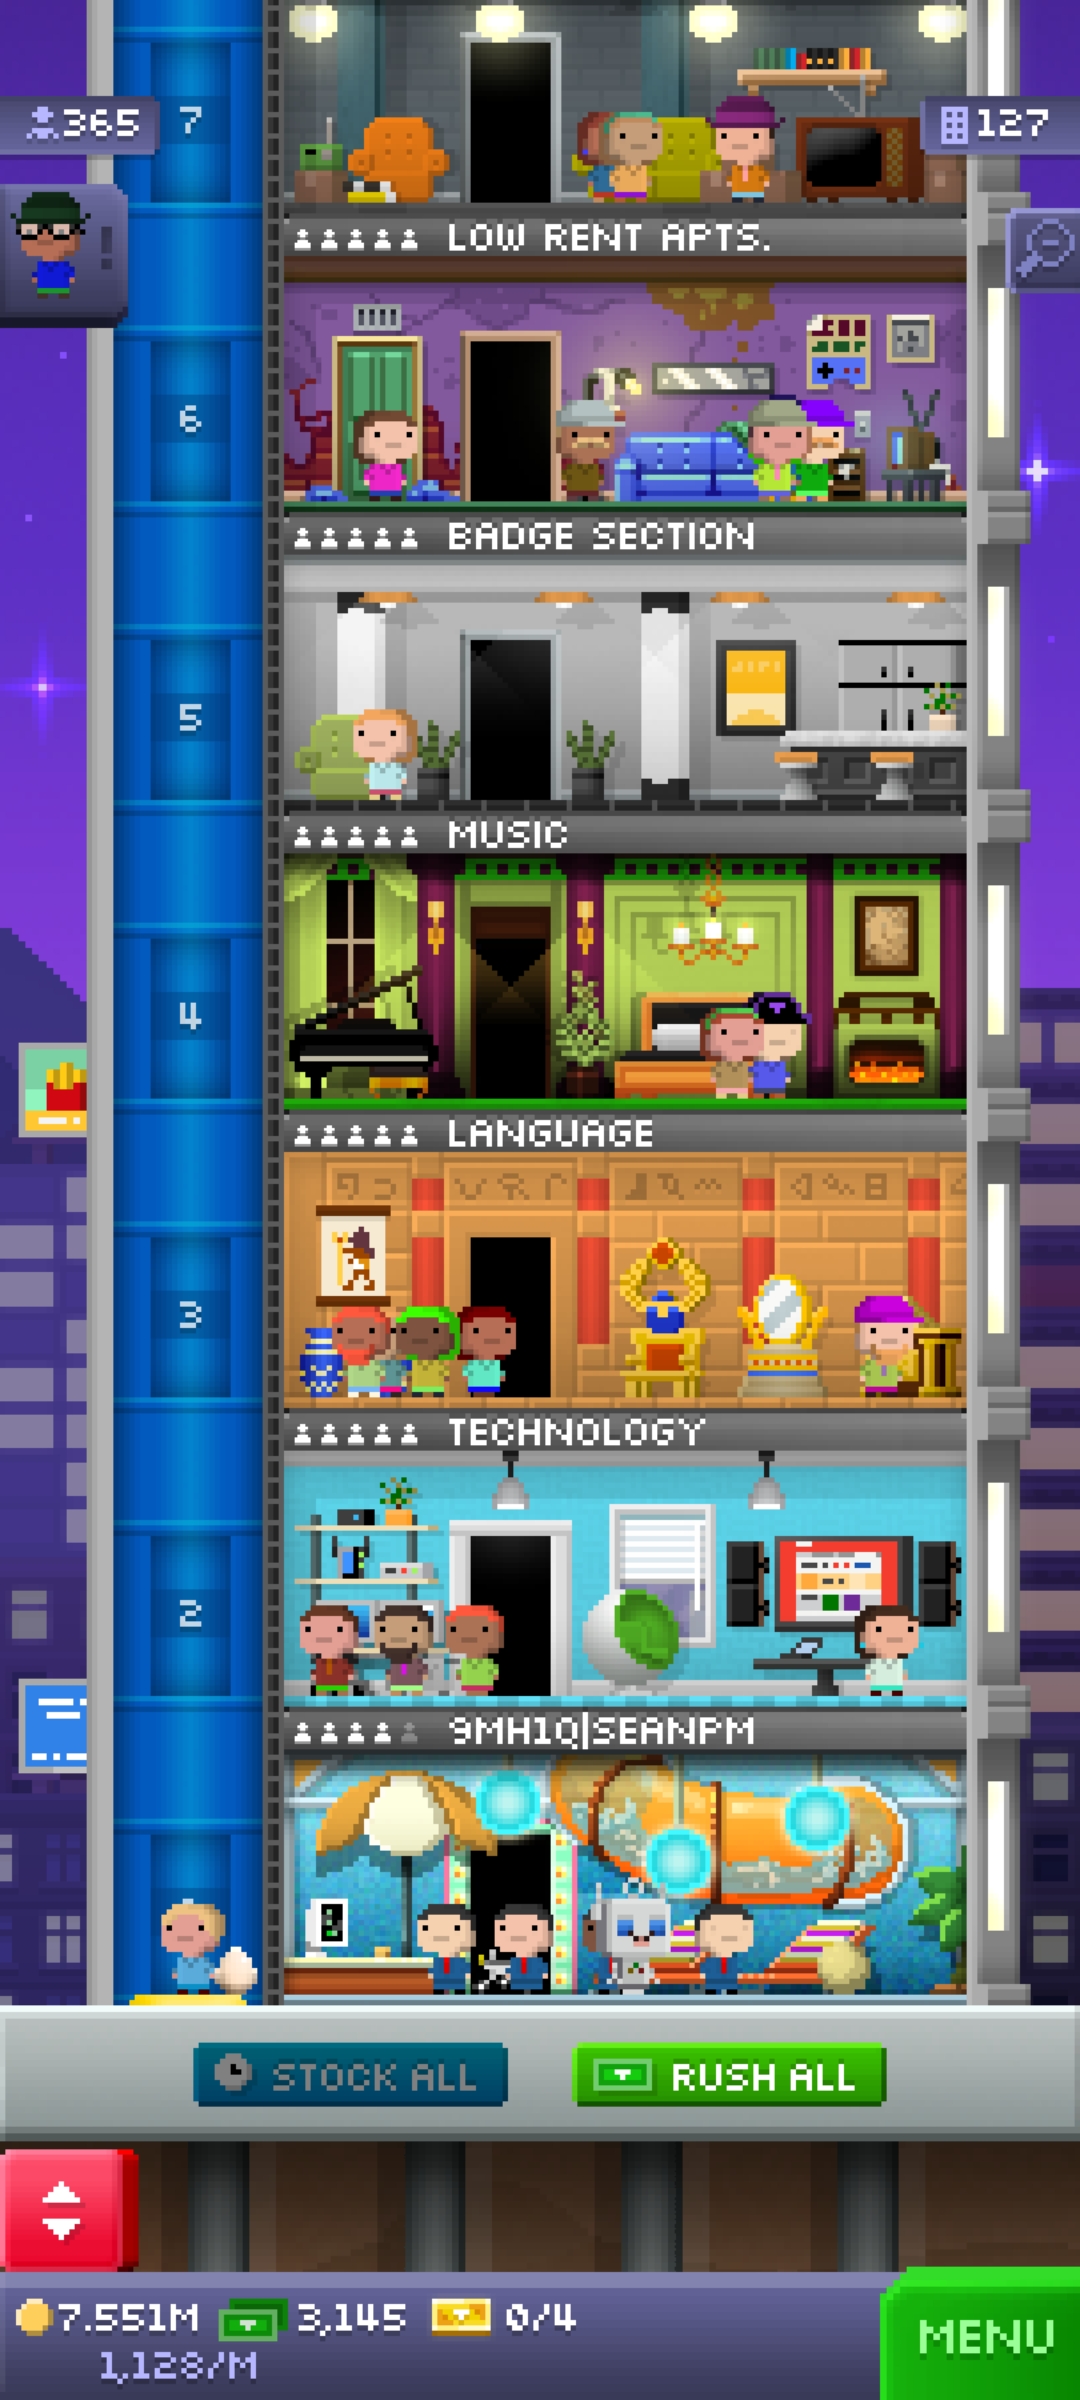 365
7
127
LOW RENT APTS.
6
BADGE SECTION
5
MUSIC
4
LANGUAGE
3
TECHNOLOGY
2
9MH1Q|SEANPM
STOCK ALL
RUSH ALL
7.551M
3,145
0/4
1,128/M
MENU